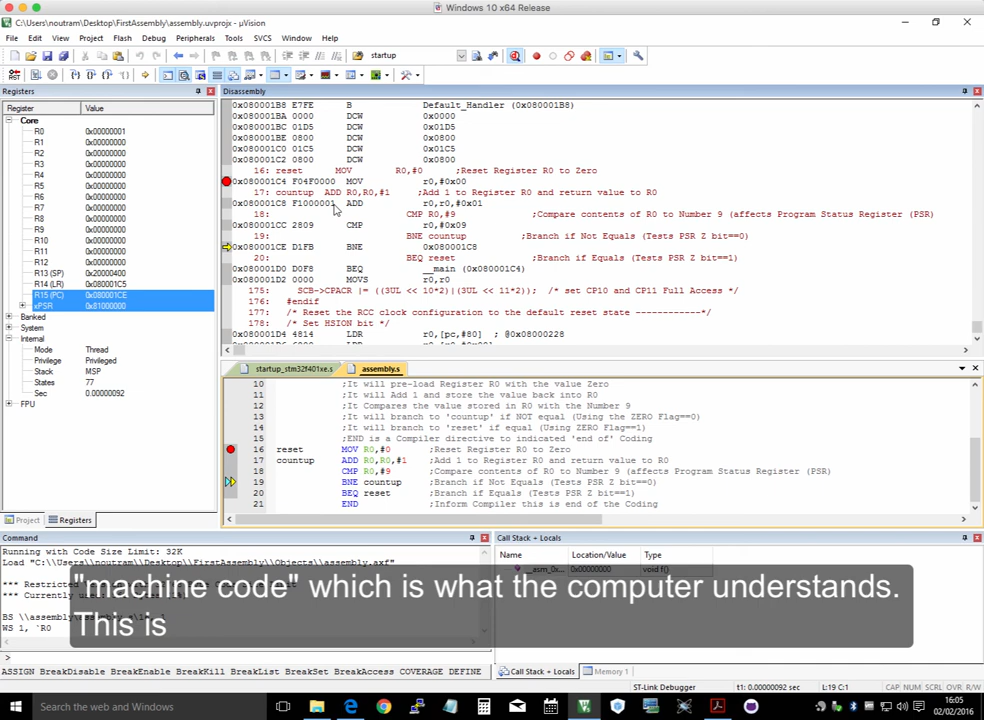 Windows 10 x64 Release
C:\Users\noutram\Desktop\FirstAssembly\assembly.uvprojx - µVision
File Edit View Project Flash Debug Peripherals Tools SVCS Window Help
startup
Registers
Register Value
Core
R0 0x00000001
R1 0x00000000
R2 0x00000000
R3 0x00000000
R4 0x00000000
R5 0x00000000
R6 0x00000000
R7 0x00000000
R8 0x00000000
R9 0x00000000
R10 0x00000000
R11 0x00000000
R12 0x00000000
R13 (SP) 0x20000400
R14 (LR) 0x080001C5
R15 (PC) 0x080001CE
xPSR 0x81000000
Banked
System
Internal
Mode Thread
Privilege Privileged
Stack MSP
States 77
Sec 0.00000092
FPU
Project Registers
Disassembly
0x080001B8 E7FE B Default_Handler (0x080001B8)
0x080001BA 0000 DCW 0x0000
0x080001BC 01D5 DCW 0x01D5
0x080001BE 0800 DCW 0x0800
0x080001C0 01C5 DCW 0x01C5
0x080001C2 0800 DCW 0x0800
16: reset MOV R0,#0 ;Reset Register R0 to Zero
0x080001C4 F04F0000 MOV r0,#0x00
17: countup ADD R0,R0,#1 ;Add 1 to Register R0 and return value to R0
0x080001C8 F1000001 ADD r0,r0,#0x01
18: CMP R0,#9 ;Compare contents of R0 to Number 9 (affects Program Status Register (PSR)
0x080001CC 2809 CMP r0,#0x09
19: BNE countup ;Branch if Not Equals (Tests PSR Z bit==0)
0x080001CE D1FB BNE 0x080001C8
20: BEQ reset ;Branch if Equals (Tests PSR Z bit==1)
0x080001D0 D0F8 BEQ __main (0x080001C4)
0x080001D2 0000 MOVS r0,r0
175: SCB->CPACR |= ((3UL << 10*2)|(3UL << 11*2)); /* set CP10 and CP11 Full Access */
176: #endif
177: /* Reset the RCC clock configuration to the default reset state ------------*/
178: /* Set HSION bit */
0x080001D4 4814 LDR r0,[pc,#80] ; @0x08000228
startup_stm32f401xe.s assembly.s
10 ;It will pre-load Register R0 with the value Zero
11 ;It will Add 1 and store the value back into R0
12 ;It Compares the value stored in R0 with the Number 9
13 ;It will branch to 'countup' if NOT equal (Using the ZERO Flag==0)
14 ;It will branch to 'reset' if equal (Using ZERO Flag==1)
15 ;END is a Compiler directive to indicated 'end of' Coding
16 reset MOV R0,#0 ;Reset Register R0 to Zero
17 countup ADD R0,R0,#1 ;Add 1 to Register R0 and return value to R0
18 CMP R0,#9 ;Compare contents of R0 to Number 9 (affects Program Status Register (PSR)
19 BNE countup ;Branch if Not Equals (Tests PSR Z bit==0)
20 BEQ reset ;Branch if Equals (Tests PSR Z bit==1)
21 END ;Inform Compiler this is end of the Coding
Command
Running with Code Size Limit: 32K
Load "C:\\Users\\noutram\\Desktop\\FirstAssembly\\Objects\\assembly.axf"
*** Restricted
*** Currently used:
BS \\assembly
WS 1, `R0
>
ASSIGN BreakDisable BreakEnable BreakKill BreakList BreakSet BreakAccess COVERAGE DEFINE
Call Stack + Locals
Name Location/Value Type
__asm_0x... 0x00000000 void f()
"machine code" which is what the computer understands.
This is
Call Stack + Locals Memory 1
ST-Link Debugger t1: 0.00000092 sec L:19 C:1 CAP NUM SCRL OVR R/W
Search the web and Windows
16:05
02/02/2016